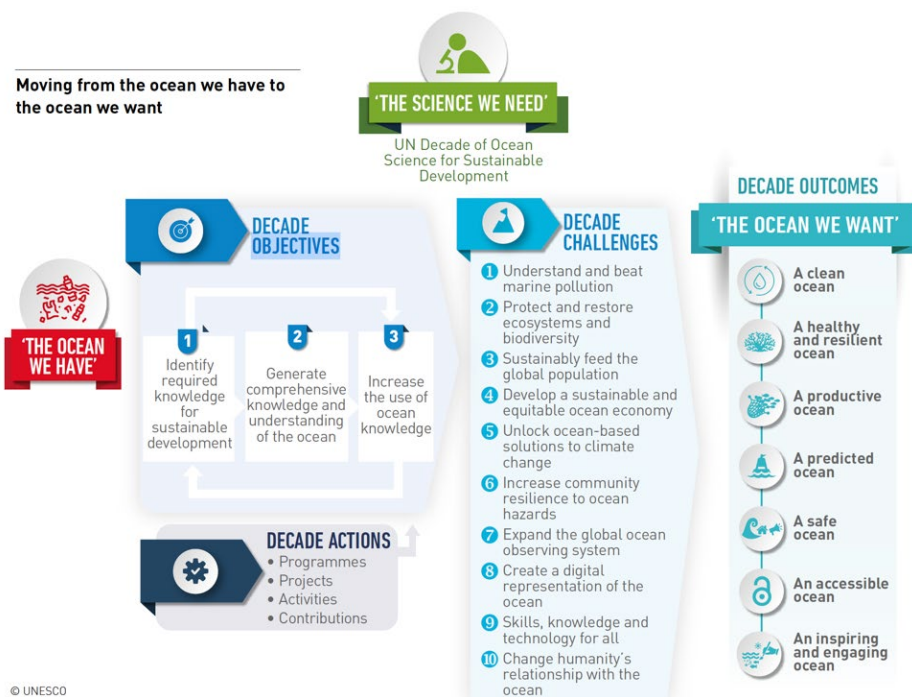 Moving from the ocean we have to
the ocean we want
'THE SCIENCE WE NEED'
UN Decade of Ocean
Science for Sustainable
Development
'THE OCEAN
WE HAVE'
DECADE
OBJECTIVES
1
Identify
required
knowledge
for
sustainable
development
2
Generate
comprehensive
knowledge and
understanding
of the ocean
3
Increase
the use of
ocean
knowledge
DECADE ACTIONS
• Programmes
• Projects
• Activities
• Contributions
DECADE
CHALLENGES
1 Understand and beat
marine pollution
2 Protect and restore
ecosystems and
biodiversity
3 Sustainably feed the
global population
4 Develop a sustainable and
equitable ocean economy
5 Unlock ocean-based
solutions to climate
change
6 Increase community
resilience to ocean
hazards
7 Expand the global ocean
observing system
8 Create a digital
representation of the
ocean
9 Skills, knowledge and
technology for all
10 Change humanity's
relationship with the
ocean
DECADE OUTCOMES
'THE OCEAN WE WANT'
A clean
ocean
A healthy
and resilient
ocean
A productive
ocean
A predicted
ocean
A safe
ocean
An accessible
ocean
An inspiring
and engaging
ocean
© UNESCO